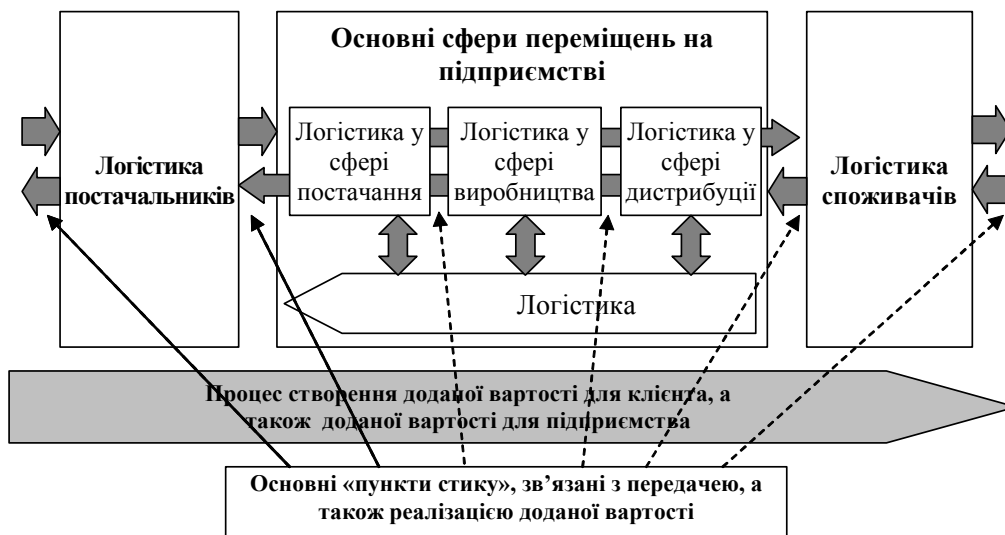 Основні сфери переміщень на
підприємстві
Логістика
постачальників
Логістика у
сфері
постачання
Логістика у
сфері
виробництва
Логістика у
сфері
дистрибуції
Логістика
споживачів
Логістика
Процес створення доданої вартості для клієнта, а
також доданої вартості для підприємства
Основні «пункти стику», зв’язані з передачею, а
також реалізацією доданої вартості